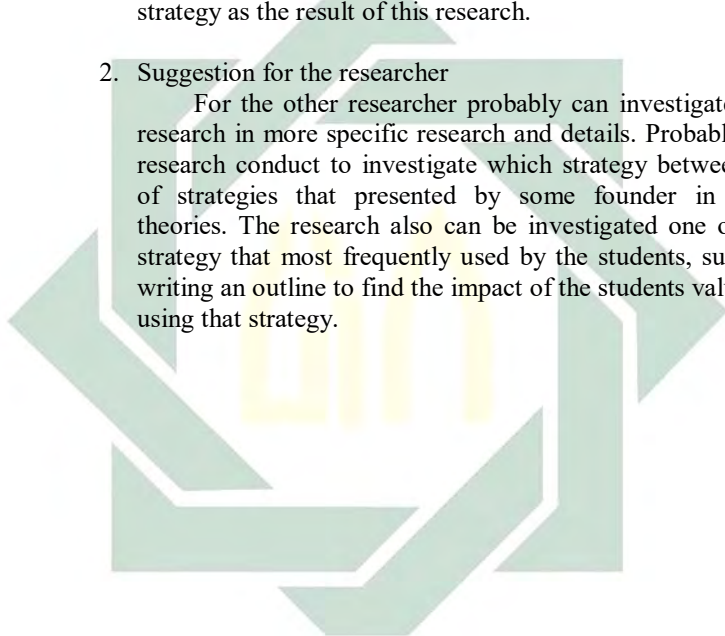 strategy as the result of this research.
2. Suggestion for the researcher
For the other researcher probably can investigate
research in more specific research and details. Probabl
research conduct to investigate which strategy betwee
of strategies that presented by some founder in
theories. The research also can be investigated one o
strategy that most frequently used by the students, su
writing an outline to find the impact of the students val
using that strategy.